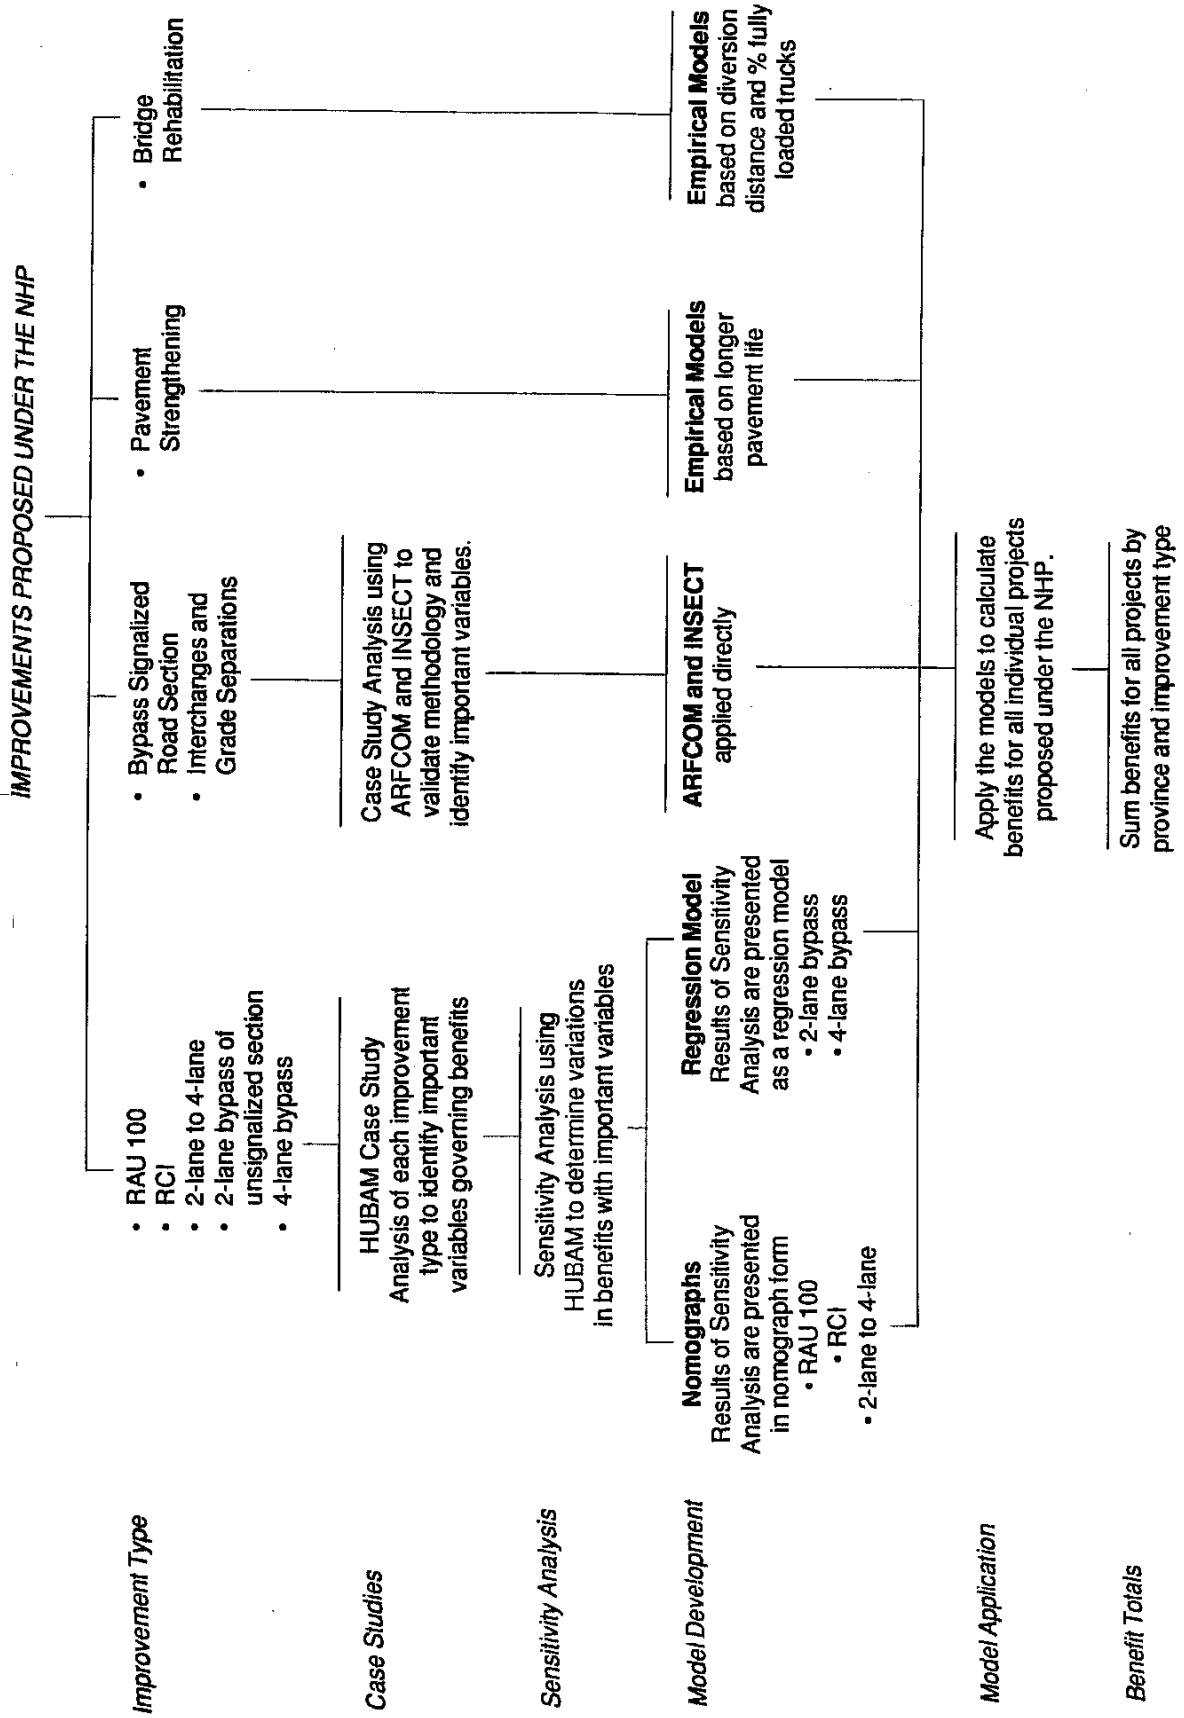 IMPROVEMENTS PROPOSED UNDER THE NHP
Improvement Type
• RAU 100
• RCI
• 2-lane to 4-lane
• 2-lane bypass of
unsignalized section
• 4-lane bypass
• Bypass Signalized
Road Section
• Interchanges and
Grade Separations
• Pavement
Strengthening
• Bridge
Rehabilitation
Case Studies
HUBAM Case Study
Analysis of each improvement
type to identify important
variables governing benefits
Case Study Analysis using
ARFCOM and INSECT to
validate methodology and
identify important variables.
Sensitivity Analysis
Sensitivity Analysis using
HUBAM to determine variations
in benefits with important variables
Model Development
Nomographs
Results of Sensitivity
Analysis are presented
in nomograph form
• RAU 100
• RCI
• 2-lane to 4-lane
Regression Model
Results of Sensitivity
Analysis are presented
as a regression model
• 2-lane bypass
• 4-lane bypass
ARFCOM and INSECT
applied directly
Empirical Models
based on longer
pavement life
Empirical Models
based on diversion
distance and % fully
loaded trucks
Model Application
Apply the models to calculate
benefits for all individual projects
proposed under the NHP.
Benefit Totals
Sum benefits for all projects by
province and improvement type